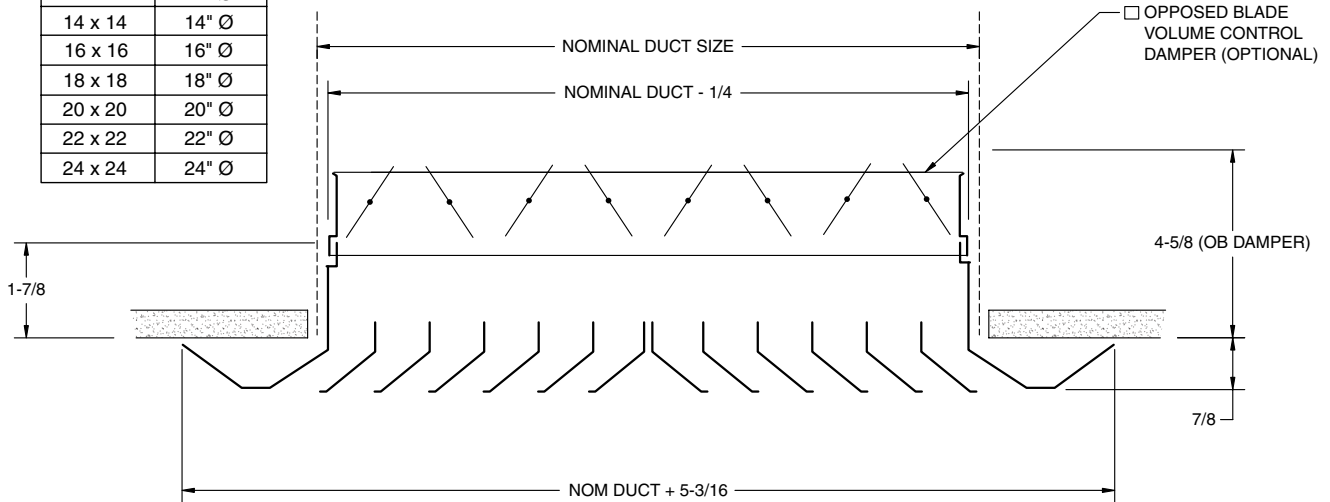 14 x 14 14" Ø
16 x 16 16" Ø
18 x 18 18" Ø
20 x 20 20" Ø
22 x 22 22" Ø
24 x 24 24" Ø
NOMINAL DUCT SIZE
NOMINAL DUCT - 1/4
☐ OPPOSED BLADE
VOLUME CONTROL
DAMPER (OPTIONAL)
4-5/8 (OB DAMPER)
1-7/8
7/8
NOM DUCT + 5-3/16